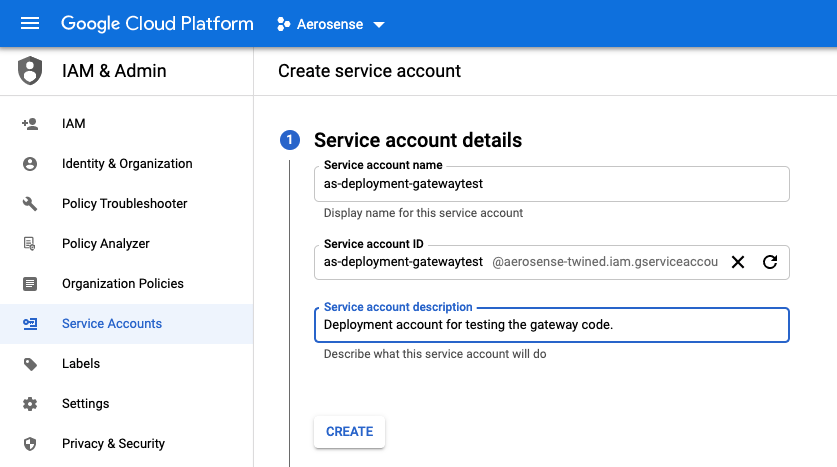 Google Cloud Platform Aerosense
IAM & Admin
Create service account
IAM
Identity & Organization
Policy Troubleshooter
Policy Analyzer
Organization Policies
Service Accounts
Labels
Settings
Privacy & Security
1 Service account details
Service account name
as-deployment-gatewaytest
Display name for this service account
Service account ID
as-deployment-gatewaytest @aerosense-twined.iam.gserviceaccou
Service account description
Deployment account for testing the gateway code.
Describe what this service account will do
CREATE